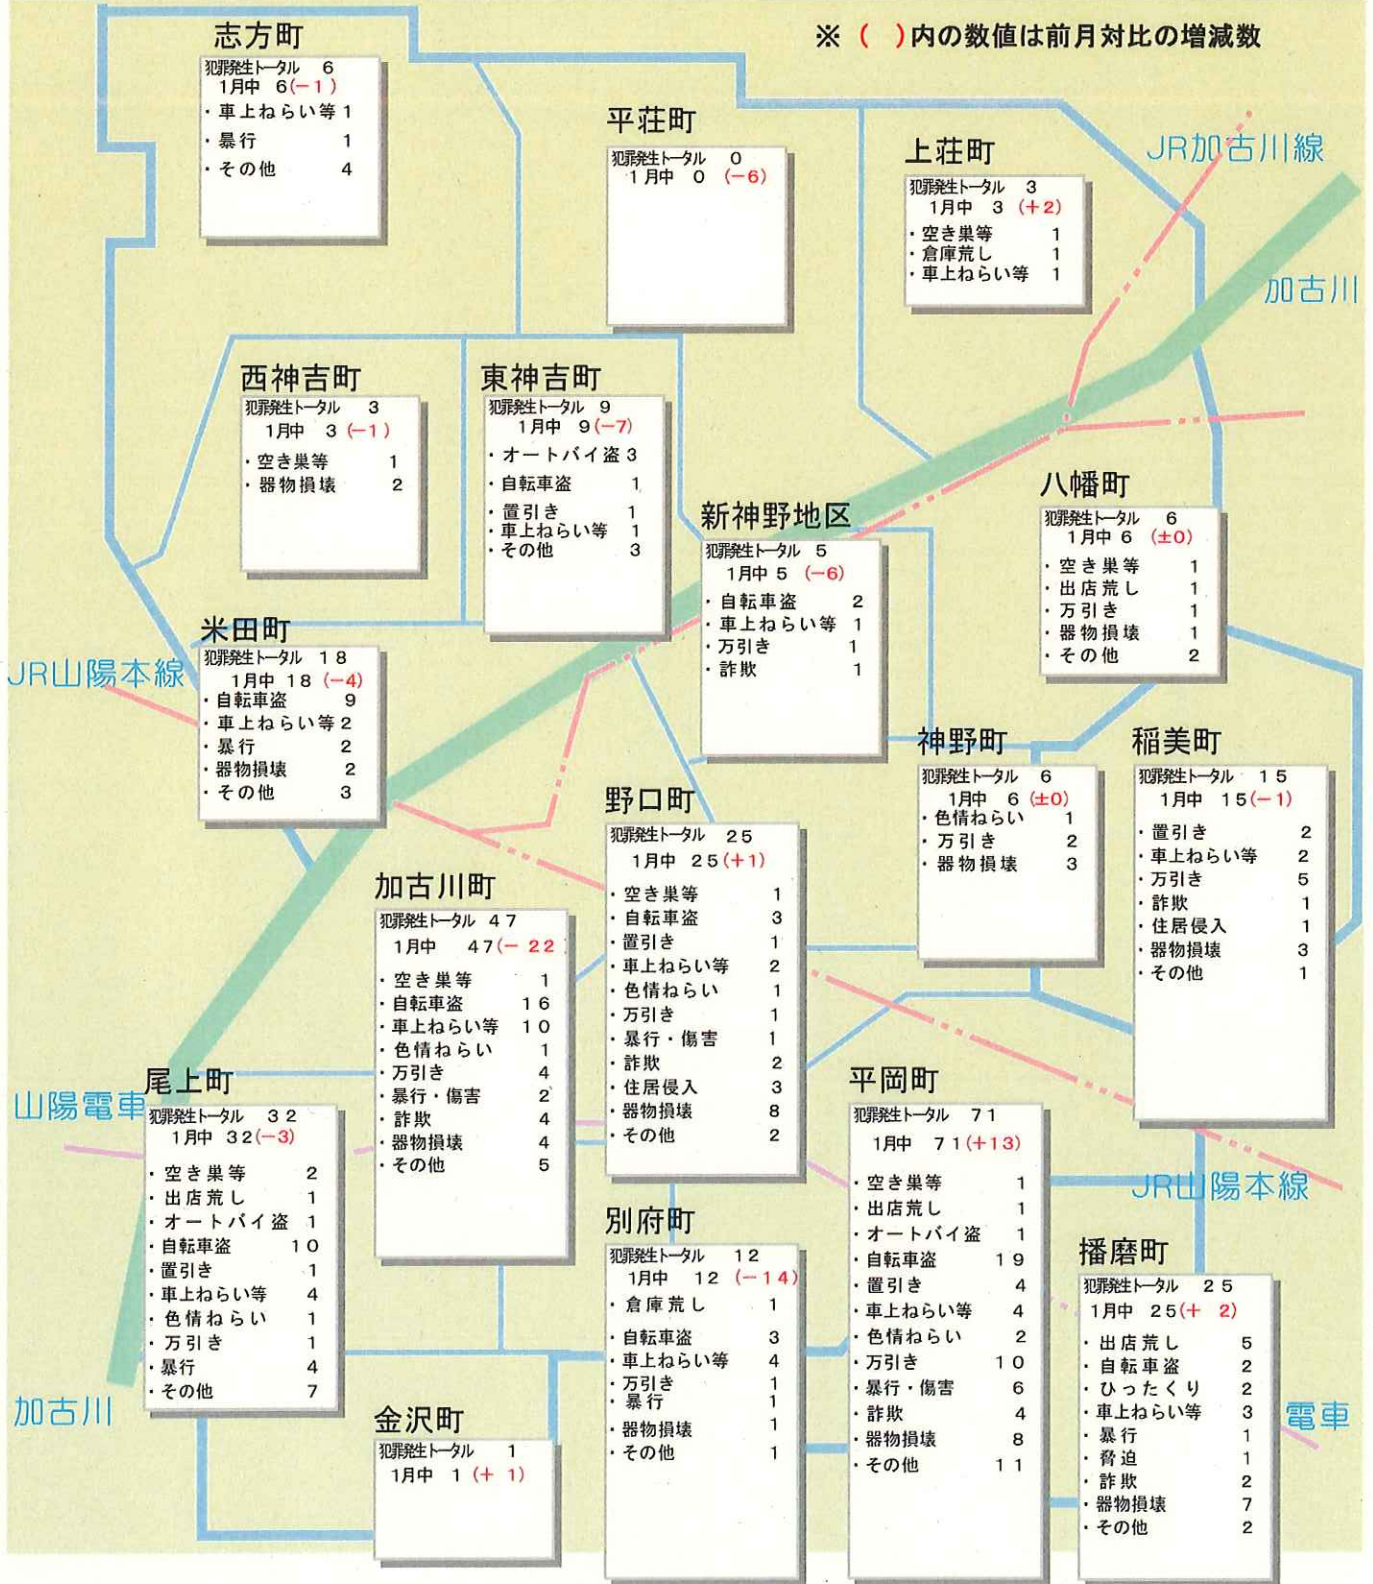 ※ ( )内の数値は前月対比の増減数
志方町
犯罪発生トータル 6
1月中 6(-1)
・車上ねらい等 1
・暴行 1
・その他 4
平荘町
犯罪発生トータル 0
1月中 0 (-6)
上荘町
犯罪発生トータル 3
1月中 3 (+2)
・空き巣等 1
・倉庫荒し 1
・車上ねらい等 1
JR加古川線
加古川
西神吉町
犯罪発生トータル 3
1月中 3 (-1)
・空き巣等 1
・器物損壊 2
東神吉町
犯罪発生トータル 9
1月中 9(-7)
・オートバイ盗 3
・自転車盗 1
・置引き 1
・車上ねらい等 1
・その他 3
新神野地区
犯罪発生トータル 5
1月中 5 (-6)
・自転車盗 2
・車上ねらい等 1
・万引き 1
・詐欺 1
八幡町
犯罪発生トータル 6
1月中 6 (±0)
・空き巣等 1
・出店荒し 1
・万引き 1
・器物損壊 1
・その他 2
JR山陽本線
米田町
犯罪発生トータル 18
1月中 18 (-4)
・自転車盗 9
・車上ねらい等 2
・暴行 2
・器物損壊 2
・その他 3
神野町
犯罪発生トータル 6
1月中 6 (±0)
・色情ねらい 1
・万引き 2
・器物損壊 3
稲美町
犯罪発生トータル 15
1月中 15(-1)
・置引き 2
・車上ねらい等 2
・万引き 5
・詐欺 1
・住居侵入 1
・器物損壊 3
・その他 1
野口町
犯罪発生トータル 25
1月中 25(+1)
・空き巣等 1
・自転車盗 3
・置引き 1
・車上ねらい等 2
・色情ねらい 1
・万引き 1
・暴行・傷害 1
・詐欺 2
・住居侵入 3
・器物損壊 8
・その他 2
加古川町
犯罪発生トータル 47
1月中 47(- 22
・空き巣等 1
・自転車盗 16
・車上ねらい等 10
・色情ねらい 1
・万引き 4
・暴行・傷害 2
・詐欺 4
・器物損壊 4
・その他 5
山陽電車
尾上町
犯罪発生トータル 32
1月中 32(-3)
・空き巣等 2
・出店荒し 1
・オートバイ盗 1
・自転車盗 10
・置引き 1
・車上ねらい等 4
・色情ねらい 1
・万引き 1
・暴行 4
・その他 7
加古川
平岡町
犯罪発生トータル 71
1月中 71(+13)
・空き巣等 1
・出店荒し 1
・オートバイ盗 1
・自転車盗 19
・置引き 4
・車上ねらい等 4
・色情ねらい 2
・万引き 10
・暴行・傷害 6
・詐欺 4
・器物損壊 8
・その他 11
JR山陽本線
別府町
犯罪発生トータル 12
1月中 12 (-14)
・倉庫荒し 1
・自転車盗 3
・車上ねらい等 4
・万引き 1
・暴行 1
・器物損壊 1
・その他 1
播磨町
犯罪発生トータル 25
1月中 25(+ 2)
・出店荒し 5
・自転車盗 2
・ひったくり 2
・車上ねらい等 3
・暴行 1
・脅迫 1
・詐欺 2
・器物損壊 7
・その他 2
電車
金沢町
犯罪発生トータル 1
1月中 1 (+ 1)